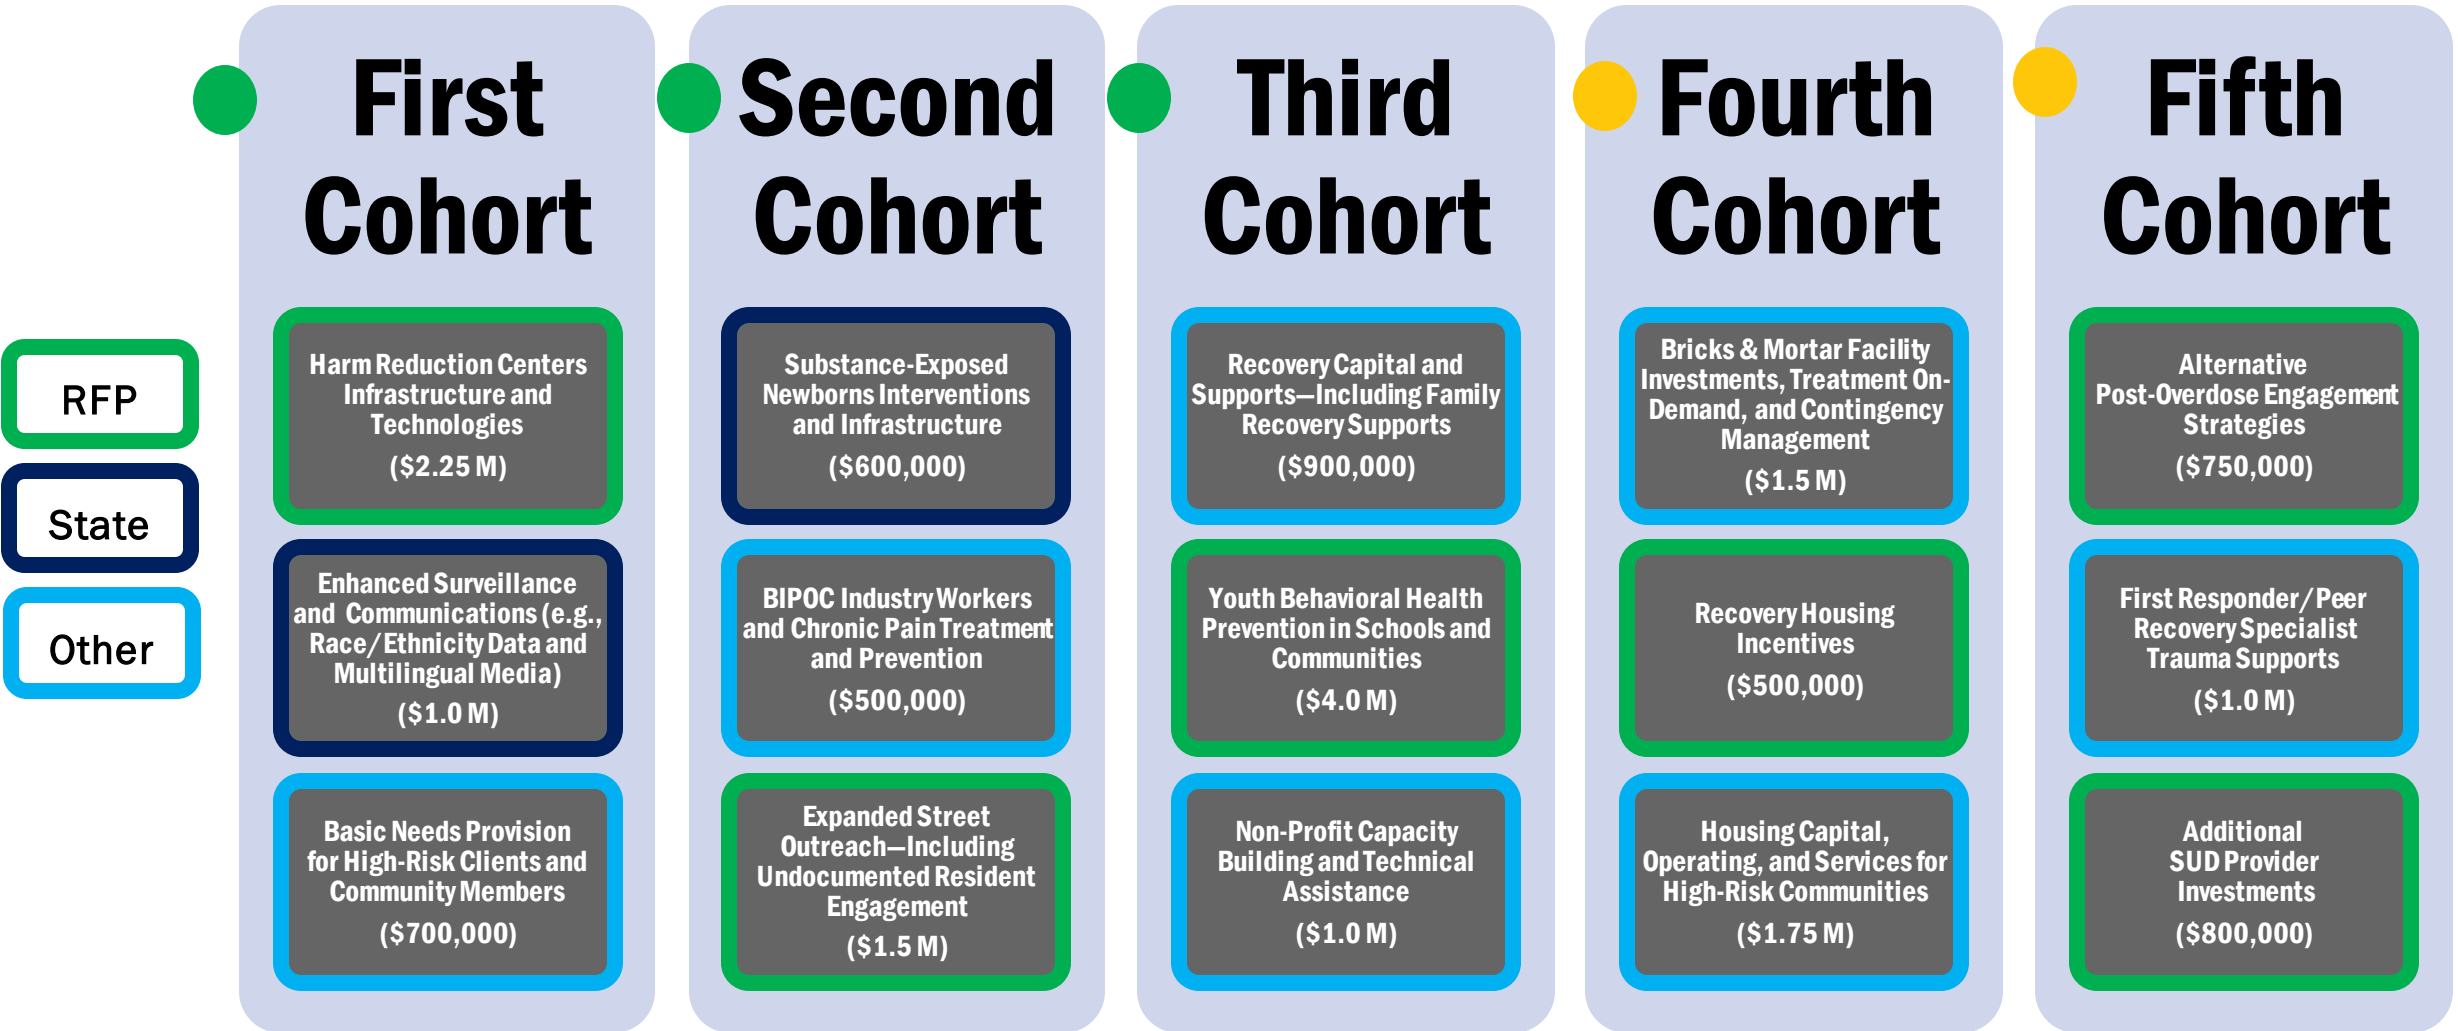 RFP
State
Other
First
Cohort
Harm Reduction Centers
Infrastructure and
Technologies
($2.25 M)
Enhanced Surveillance
and Communications (e.g.,
Race/Ethnicity Data and
Multilingual Media)
($1.0 M)
Basic Needs Provision
for High-Risk Clients and
Community Members
($700,000)
Second
Cohort
Substance-Exposed
Newborns Interventions
and Infrastructure
($600,000)
BIPOC Industry Workers
and Chronic Pain Treatment
and Prevention
($500,000)
Expanded Street
Outreach—Including
Undocumented Resident
Engagement
($1.5 M)
Third
Cohort
Recovery Capital and
Supports—Including Family
Recovery Supports
($900,000)
Youth Behavioral Health
Prevention in Schools and
Communities
($4.0 M)
Non-Profit Capacity
Building and Technical
Assistance
($1.0 M)
Fourth
Cohort
Bricks & Mortar Facility
Investments, Treatment On-
Demand, and Contingency
Management
($1.5 M)
Recovery Housing
Incentives
($500,000)
Housing Capital,
Operating, and Services for
High-Risk Communities
($1.75 M)
Fifth
Cohort
Alternative
Post-Overdose Engagement
Strategies
($750,000)
First Responder/Peer
Recovery Specialist
Trauma Supports
($1.0 M)
Additional
SUD Provider
Investments
($800,000)